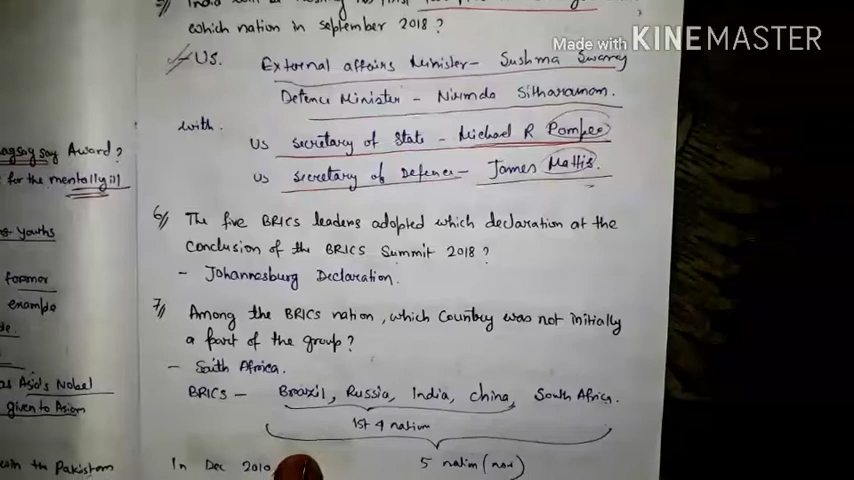 which nation in september 2018?
Made with KINEMASTER
- US.
External affairs Minister - Sushma Swaraj
Defence Minister - Nirmala Sitharaman.
with.
US secretary of State - Michael R Pompeo
US secretary of Defence - James Mattis.
say Award?
for the mentally ill
youths
former
example
as Asia's Nobel
given to Asian
the Pakistan
6 The five BRICS leaders adopted which declaration at the
conclusion of the BRICS Summit 2018?
- Johannesburg Declaration.
7 Among the BRICS nation, which Country was not initially
a part of the group?
- South Africa.
BRICS - Brazil, Russia, India, china, South Africa.
1st 4 nation
5 nation (now)
In Dec 2010